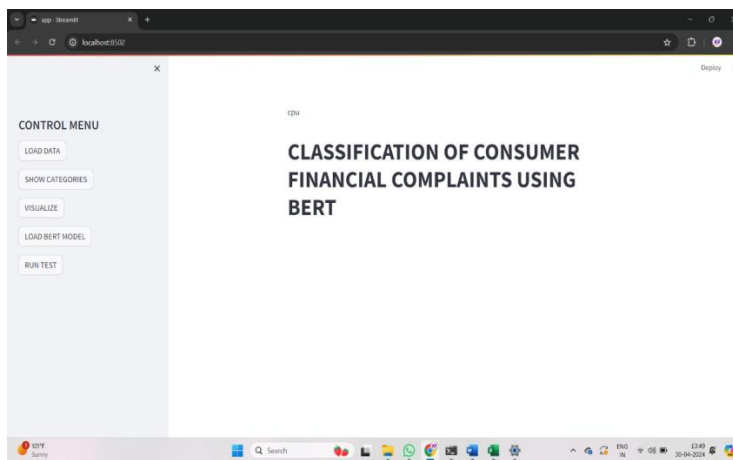 app · Streamlit
localhost:8502
Deploy
CONTROL MENU
LOAD DATA
SHOW CATEGORIES
VISUALIZE
LOAD BERT MODEL
RUN TEST
cpu
CLASSIFICATION OF CONSUMER
FINANCIAL COMPLAINTS USING
BERT
101°F
Sunny
Search
ENG
IN
13:49
30-04-2024